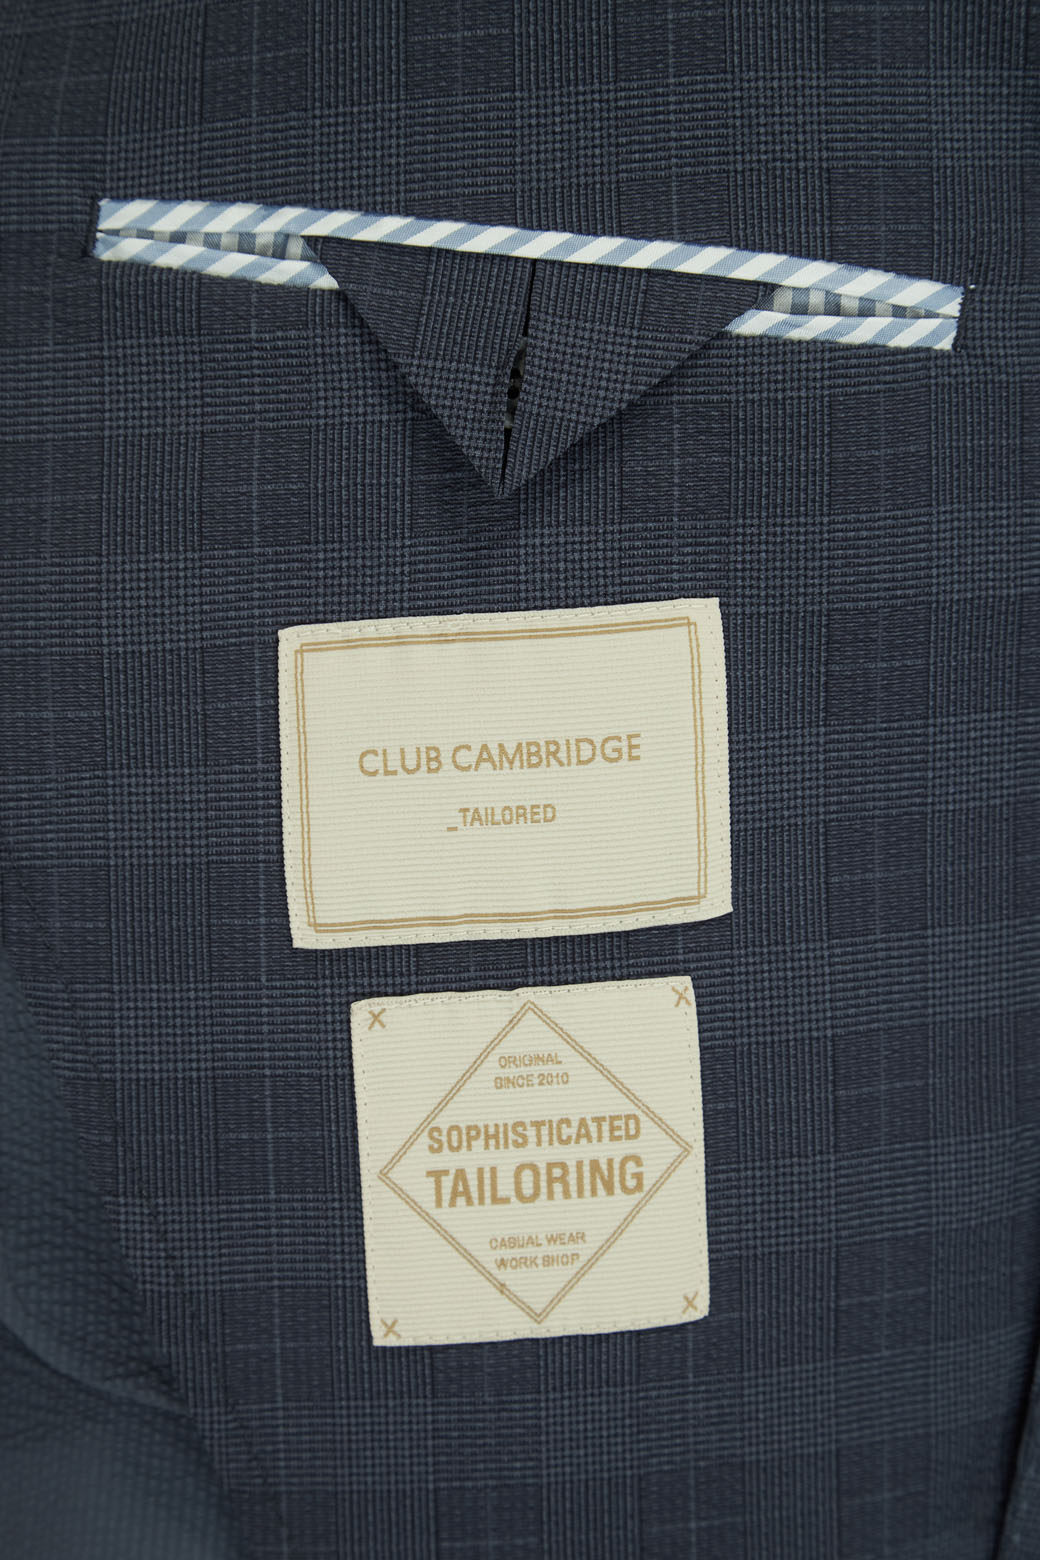 CLUB CAMBRIDGE
_TAILORED
ORIGINAL
SINCE 2010
SOPHISTICATED
TAILORING
CASUAL WEAR
WORK SHOP